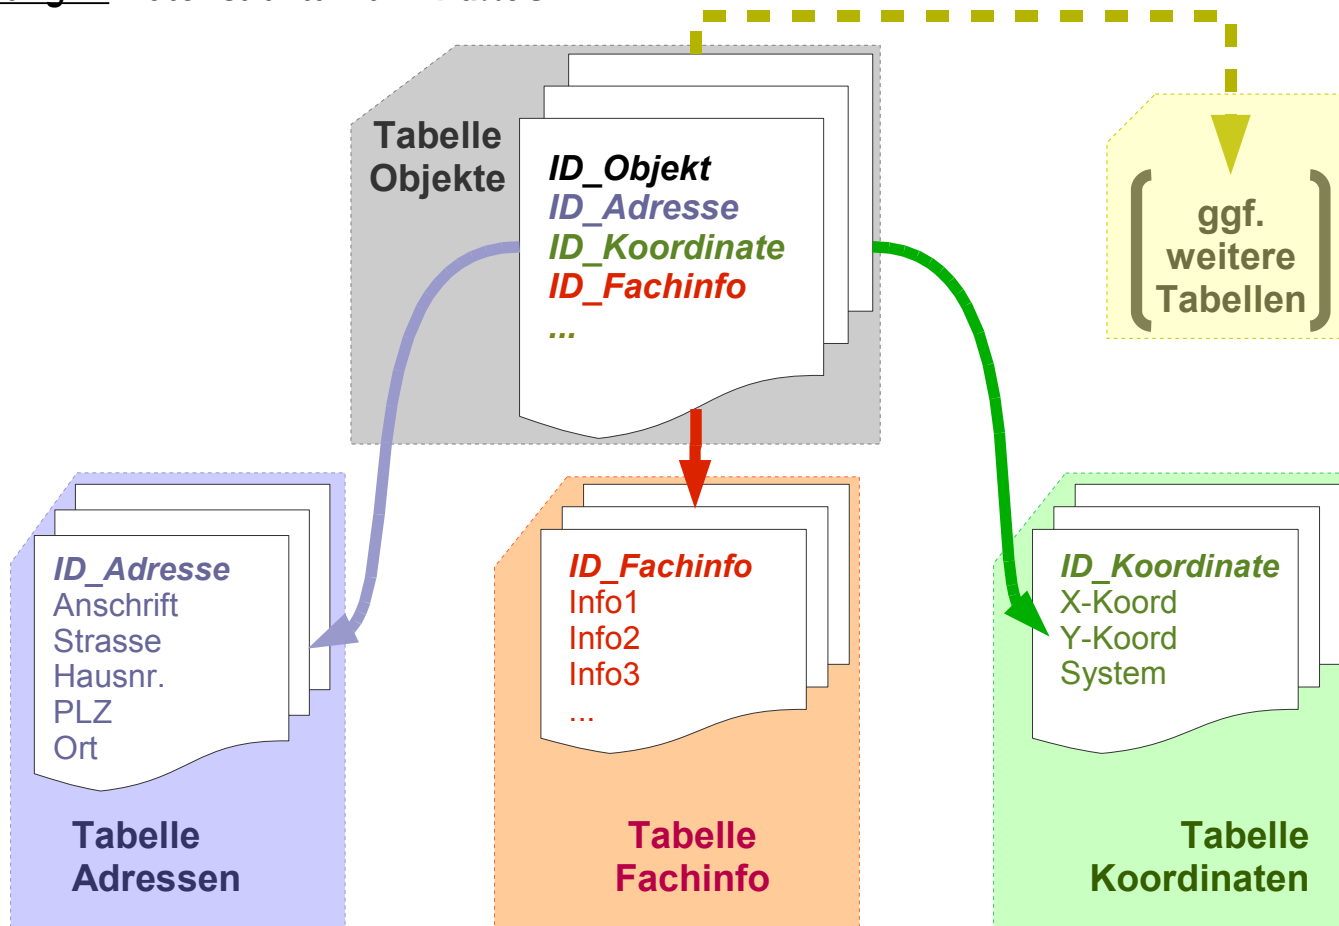 Tabelle
Objekte
ID_Objekt
ID_Adresse
ID_Koordinate
ID_Fachinfo
...
ggf.
weitere
Tabellen
ID_Adresse
Anschrift
Strasse
Hausnr.
PLZ
Ort
Tabelle
Adressen
ID_Fachinfo
Info1
Info2
Info3
...
Tabelle
Fachinfo
ID_Koordinate
X-Koord
Y-Koord
System
Tabelle
Koordinaten